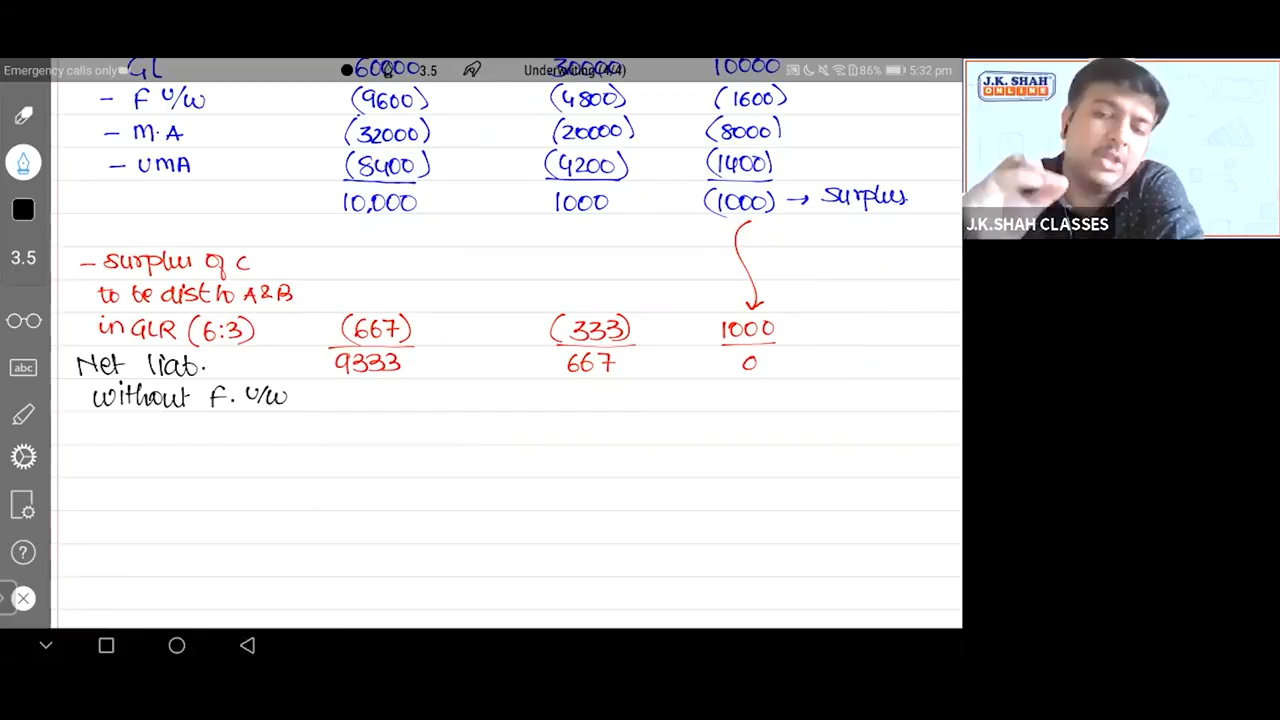 Emergency calls only 3.5 Underwriting (4/4) 86% 5:32 pm
GL 60000 30000 10000
- F U/W (9600) (4800) (1600)
- M.A (32000) (20000) (8000)
- UMA (8400) (4200) (1400)
10,000 1000 (1000) → Surplus.
- Surplus of C
to be dist to A&B
in GLR (6:3) (667) (333) 1000
Net liab. 9333 667 0
without F. U/W
3.5
abc
?
J.K. SHAH
ONLINE
J.K.SHAH CLASSES